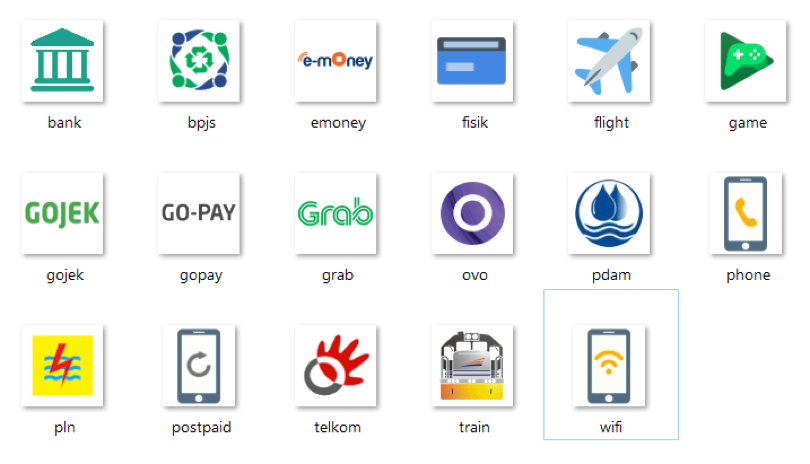 e-money
bank
bpjs
emoney
fisik
flight
game
GOJEK
GO-PAY
Grab
gojek
gopay
grab
ovo
pdam
phone
pln
postpaid
telkom
train
wifi